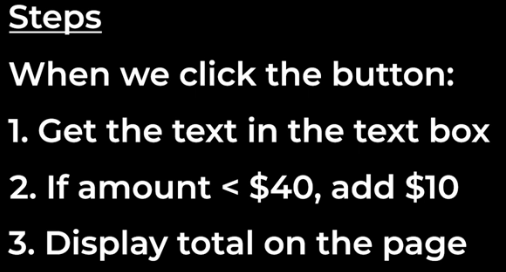 Steps
When we click the button:
1. Get the text in the text box
2. If amount < $40, add $10
3. Display total on the page